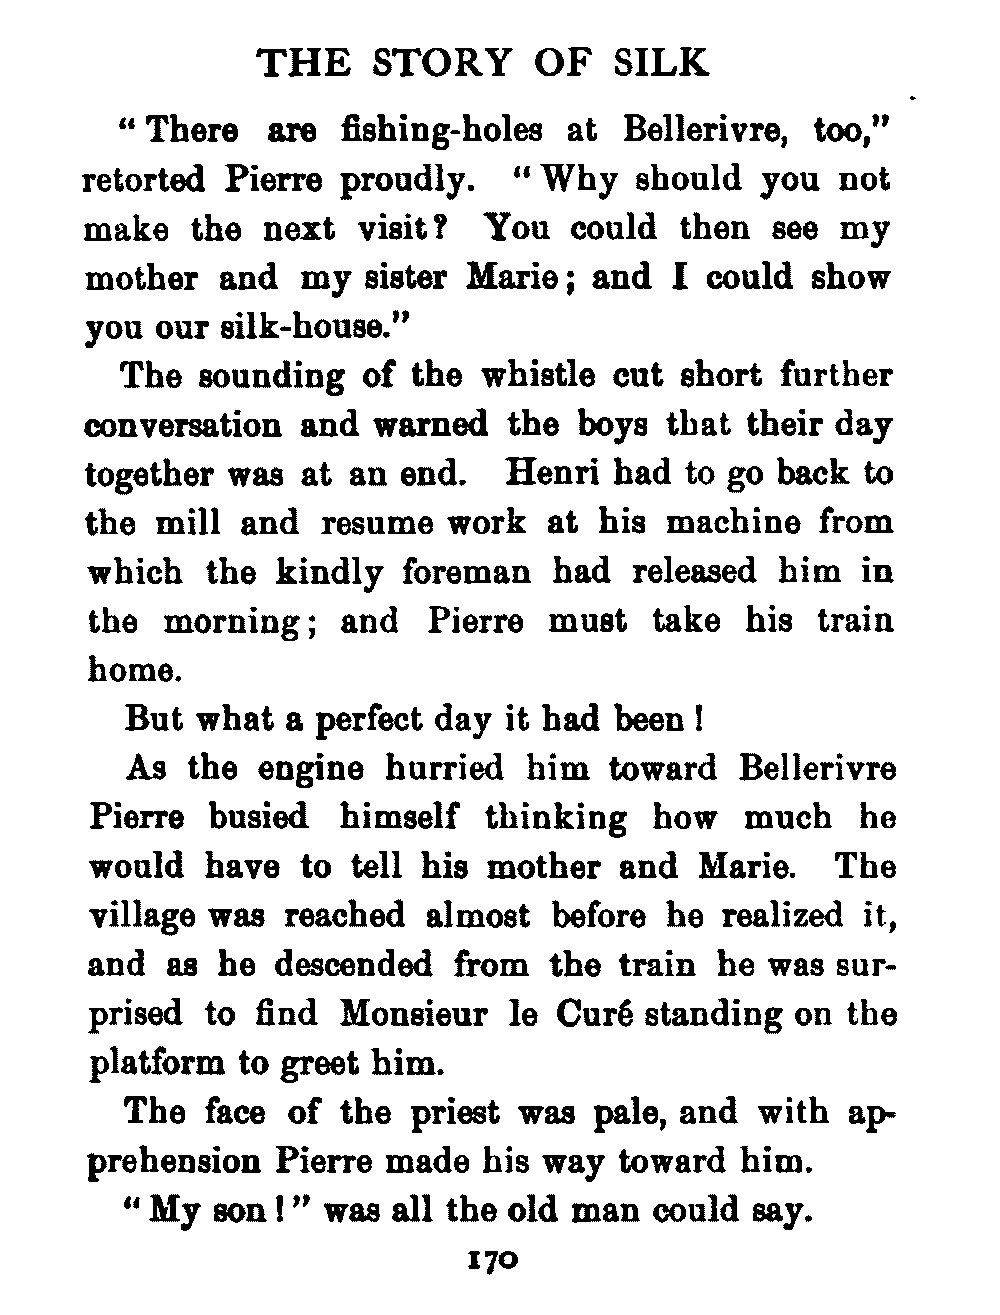 THE STORY OF SILK
“There are fishing-holes at Bellerivre, too,”
retorted Pierre proudly. “Why should you not
make the next visit? You could then see my
mother and my sister Marie; and I could show
you our silk-house.”
The sounding of the whistle cut short further
conversation and warned the boys that their day
together was at an end. Henri had to go back to
the mill and resume work at his machine from
which the kindly foreman had released him in
the morning; and Pierre must take his train
home.
But what a perfect day it had been!
As the engine hurried him toward Bellerivre
Pierre busied himself thinking how much he
would have to tell his mother and Marie. The
village was reached almost before he realized it,
and as he descended from the train he was sur-
prised to find Monsieur le Curé standing on the
platform to greet him.
The face of the priest was pale, and with ap-
prehension Pierre made his way toward him.
“My son!” was all the old man could say.
170